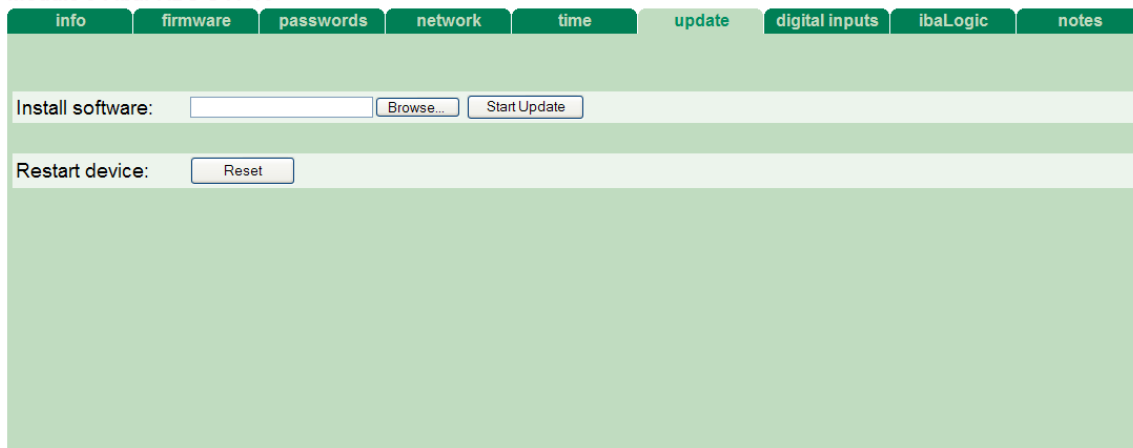 info firmware passwords network time update digital inputs ibaLogic notes
Install software: Browse... Start Update
Restart device: Reset